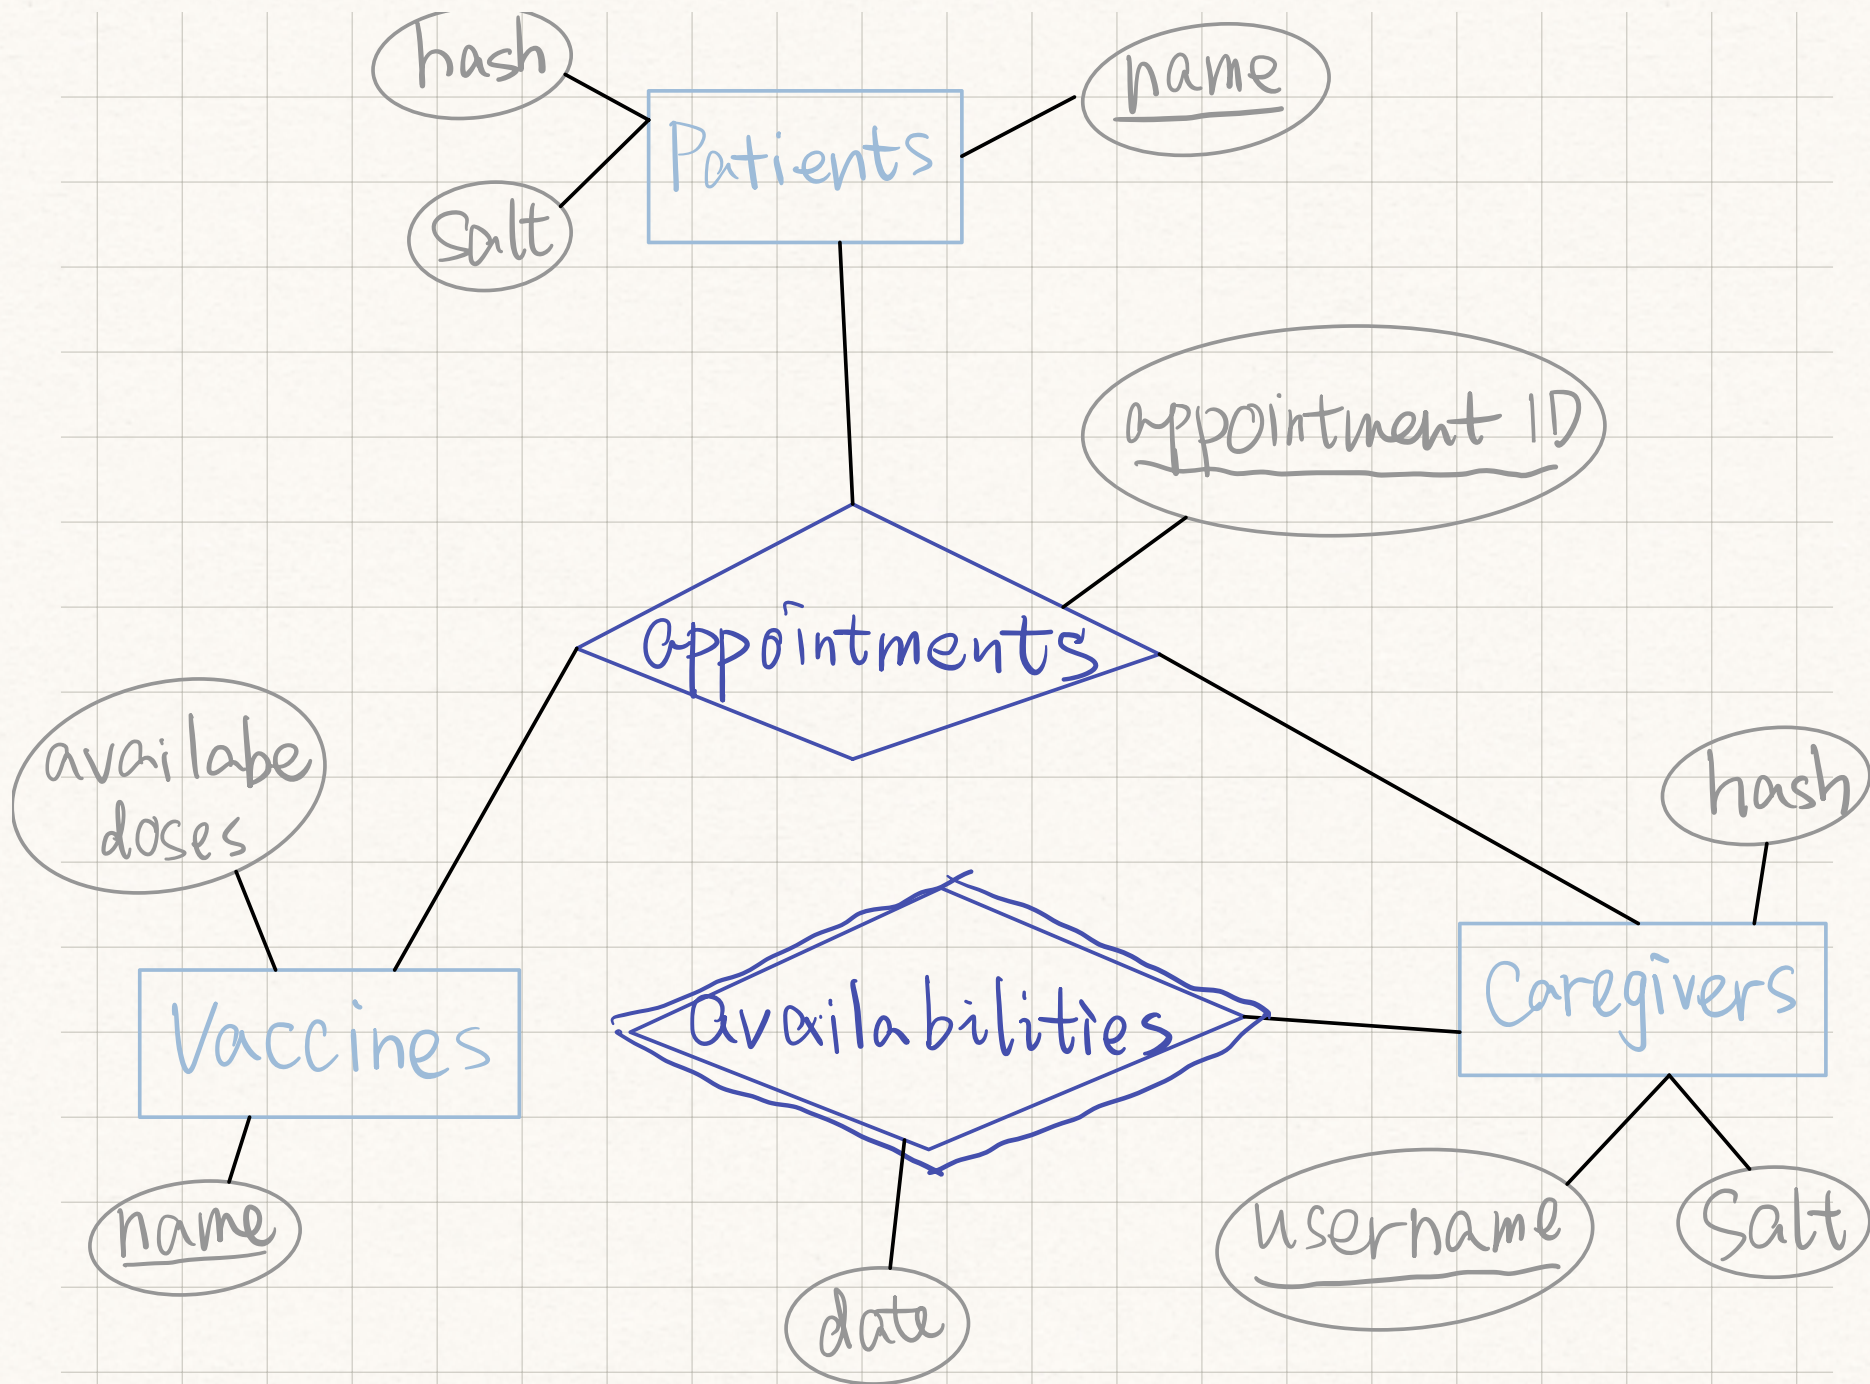 hash
name
Patients
Salt
appointment ID
appointments
availabe
doses
hash
Caregivers
availabilities
Vaccines
name
username
Salt
date